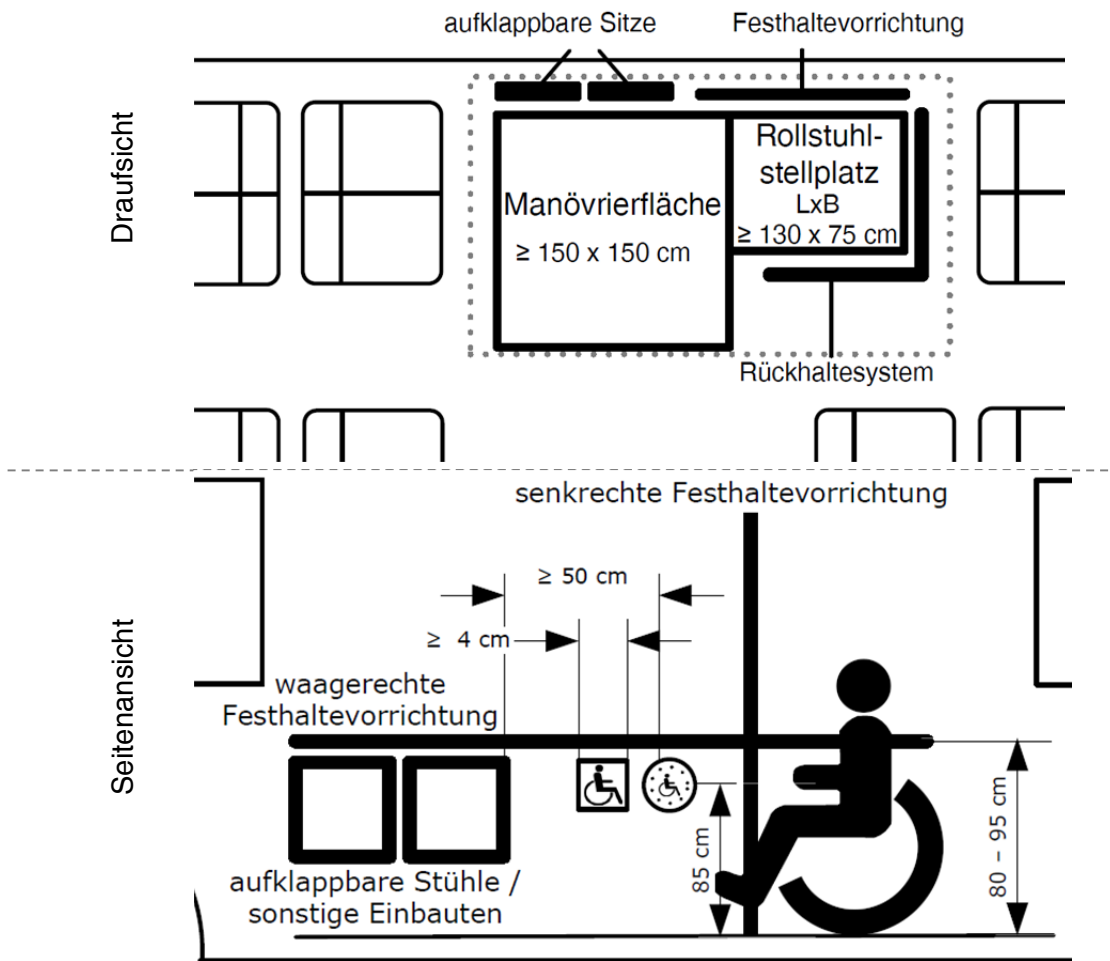 aufklappbare Sitze
Festhaltevorrichtung
Draufsicht
Manövrierfläche
≥ 150 x 150 cm
Rollstuhl-
stellplatz
LxB
≥ 130 x 75 cm
Rückhaltesystem
Seitenansicht
senkrechte Festhaltevorrichtung
≥ 50 cm
≥ 4 cm
waagerechte
Festhaltevorrichtung
85 cm
80 – 95 cm
aufklappbare Stühle /
sonstige Einbauten